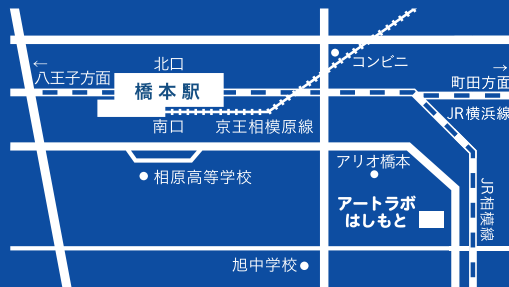 ←
八王子方面
北口
コンビニ
→
町田方面
橋本駅
JR横浜線
南口
京王相模原線
アリオ橋本
相原高等学校
JR相模線
アートラボ
はしもと
旭中学校